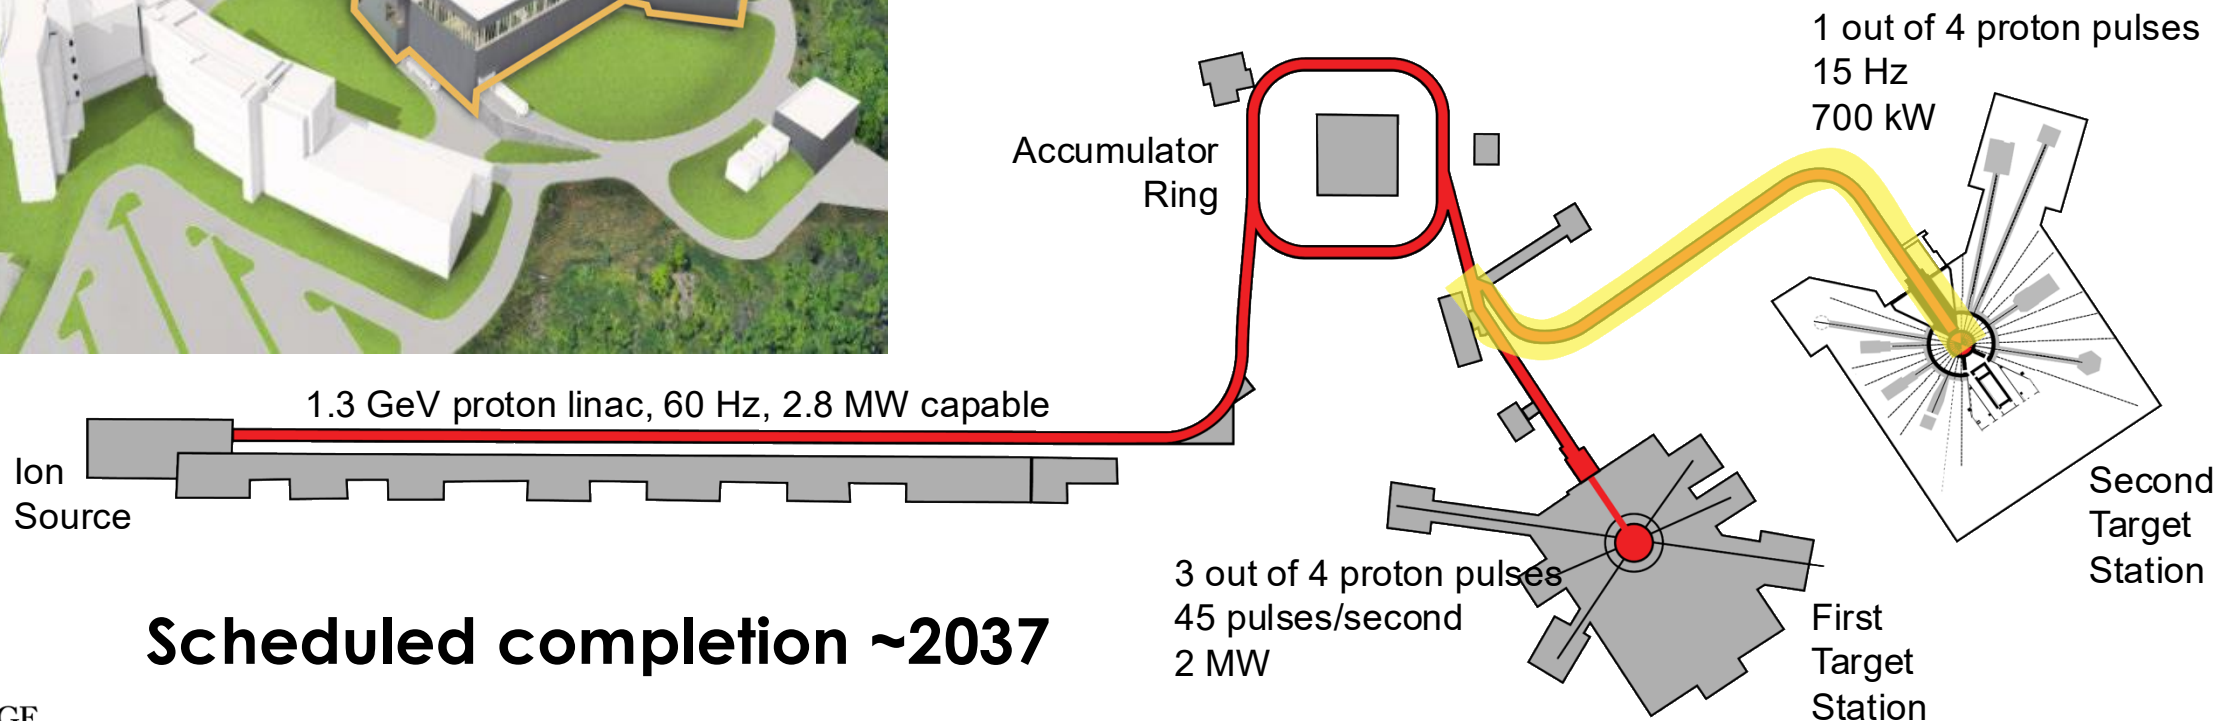 1 out of 4 proton pulses
15 Hz
700 kW
Accumulator
Ring
1.3 GeV proton linac, 60 Hz, 2.8 MW capable
Ion
Source
Second
Target
Station
3 out of 4 proton pulses
45 pulses/second
2 MW
First
Target
Station
Scheduled completion ~2037